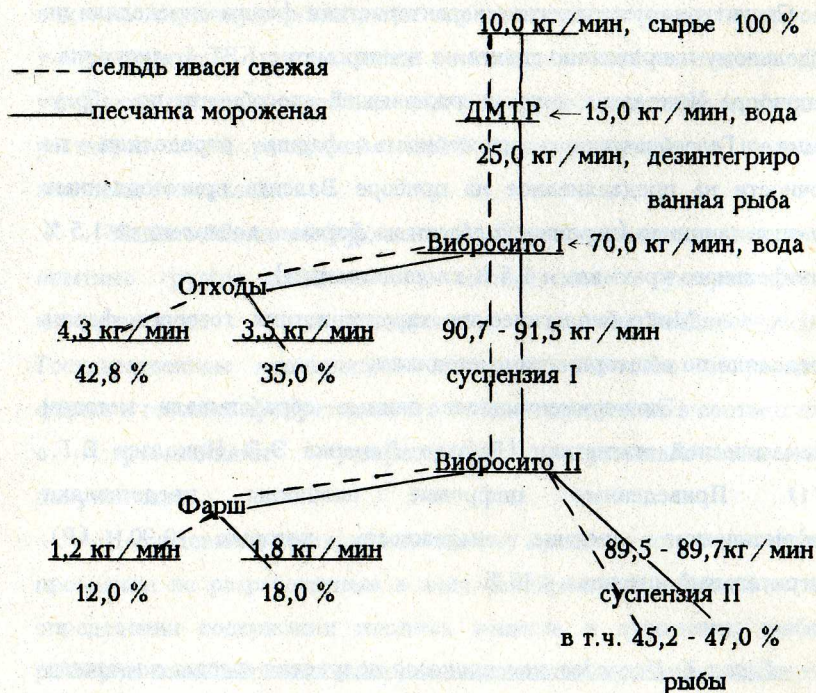 10,0 кг/мин, сырье 100 %
сельдь иваси свежая
песчанка мороженая
ДМТР ← 15,0 кг/мин, вода
25,0 кг/мин, дезинтегриро
ванная рыба
Вибросито I ← 70,0 кг/мин, вода
Отходы
4,3 кг/мин 3,5 кг/мин 90,7 - 91,5 кг/мин
42,8 % 35,0 % суспензия I
Вибросито II
Фарш
1,2 кг/мин 1,8 кг/мин 89,5 - 89,7кг/мин
12,0 % 18,0 % суспензия II
в т.ч. 45,2 - 47,0 %
рыбы